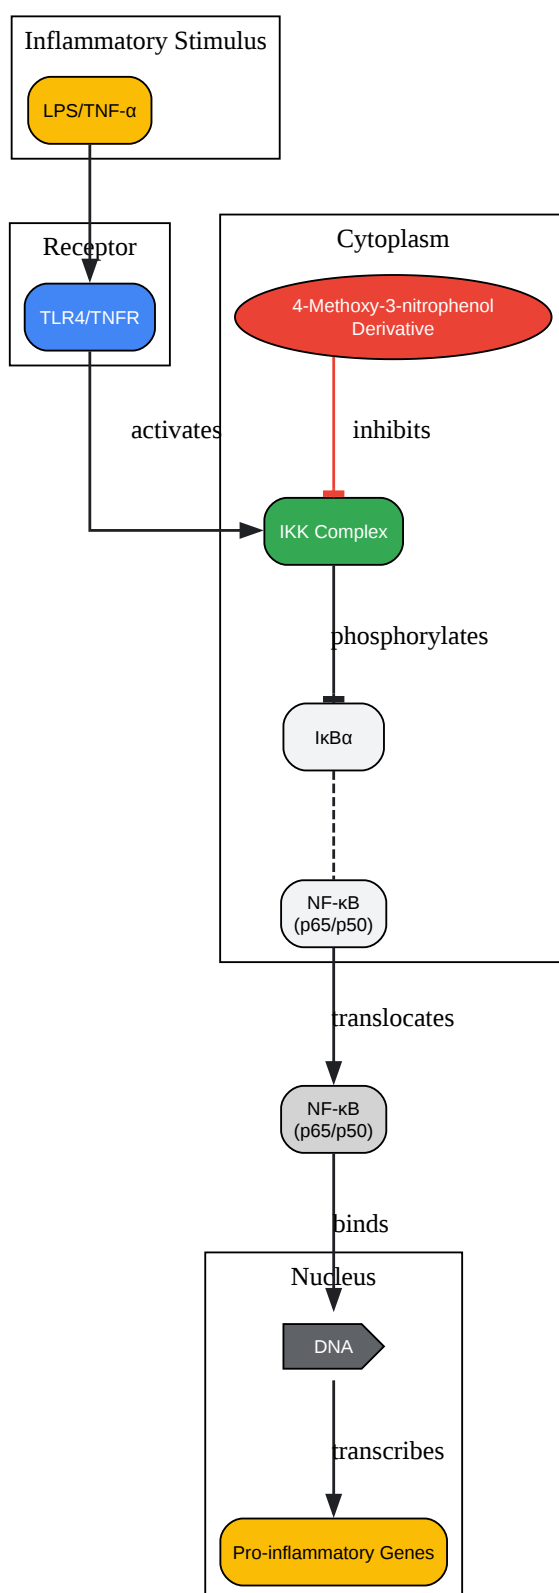 Inflammatory Stimulus
LPS/TNF-α
Receptor
TLR4/TNFR
Cytoplasm
4-Methoxy-3-nitrophenol
Derivative
activates
inhibits
IKK Complex
phosphorylates
IκBα
NF-κB
(p65/p50)
translocates
NF-κB
(p65/p50)
binds
Nucleus
DNA
transcribes
Pro-inflammatory Genes